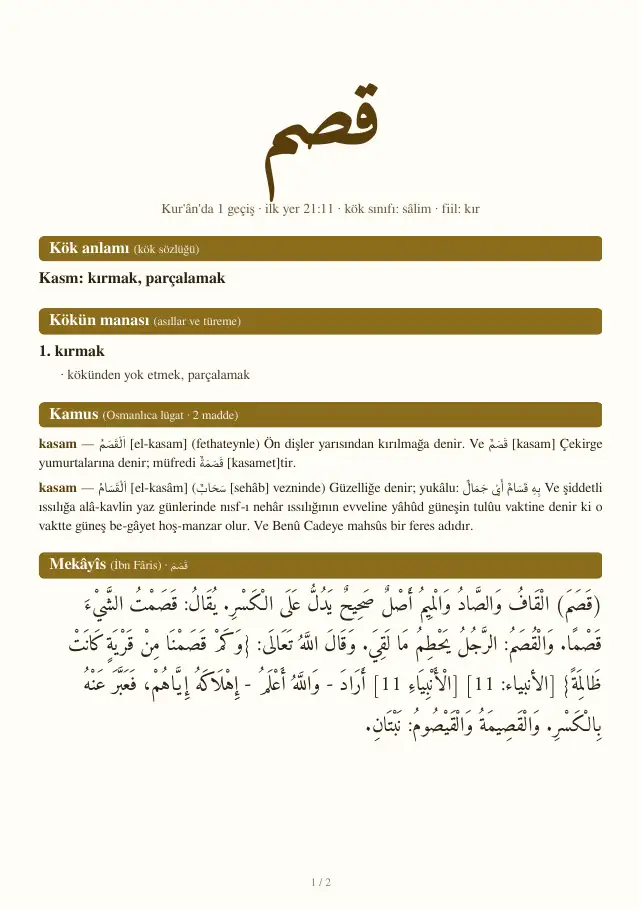 قصم
Kur'ân'da 1 geçiş · ilk yer 21:11 · kök sınıfı: sâlim · fiil: kır
Kök anlamı (kök sözlüğü)
Kasm: kırmak, parçalamak
Kökün manası (asıllar ve türeme)
1. kırmak
· kökünden yok etmek, parçalamak
Kamus (Osmanlıca lügat · 2 madde)
kasam — اَلْقَصَمُ [el-kasam] (fethateynle) Ön dişler yarısından kırılmağa denir. Ve قَصَمٌ [kasam] Çekirge
yumurtalarına denir; müfredi قَصَمَةٌ [kasamet]tir.
kasam — اَلْقَسَامُ [el-kasâm] (سَحَابٌ [sehâb] vezninde) Güzelliğe denir; yukâlu: بِهِ قَسَامٌ أَيْ جَمَالٌ Ve şiddetli
ıssılığa alâ-kavlin yaz günlerinde nısf-ı nehâr ıssılığının evveline yâhûd güneşin tulûu vaktine denir ki o
vaktte güneş be-gâyet hoş-manzar olur. Ve Benû Cadeye mahsûs bir feres adıdır.
Mekâyîs (İbn Fâris) · قَصَمَ
(قَصَمَ) الْقَافُ وَالصَّادُ وَالْمِيمُ أَصْلٌ صَحِيحٌ يَدُلُّ عَلَى الْكَسْرِ. يُقَالُ: قَصَمْتُ الشَّيْءَ
قَصْمًا. وَالْقُصَمُ: الرَّجُلُ يَحْطِمُ مَا لَقِيَ. وَقَالَ اللَّهُ تَعَالَى: {وَكَمْ قَصَمْنَا مِنْ قَرْيَةٍ كَانَتْ
ظَالِمَةً} [الأنبياء: 11] [الْأَنْبِيَاءِ 11] أَرَادَ - وَاللَّهُ أَعْلَمُ - إِهْلَاكَهُ إِيَّاهُمْ، فَعَبَّرَ عَنْهُ
بِالْكَسْرِ. وَالْقَصِيمَةُ وَالْقَيْصُومُ: نَبْتَانِ.
1 / 2